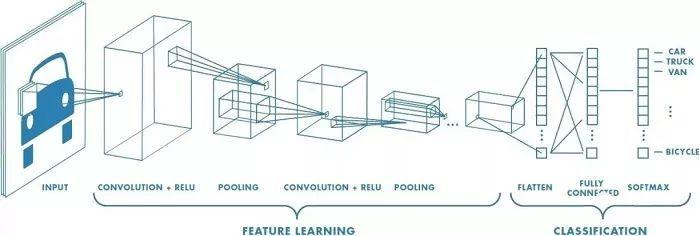 CAR
TRUCK
VAN
BICYCLE
INPUT
CONVOLUTION + RELU
POOLING
CONVOLUTION + RELU
POOLING
FLATTEN
FULLY
CONNECTED
SOFTMAX
FEATURE LEARNING
CLASSIFICATION